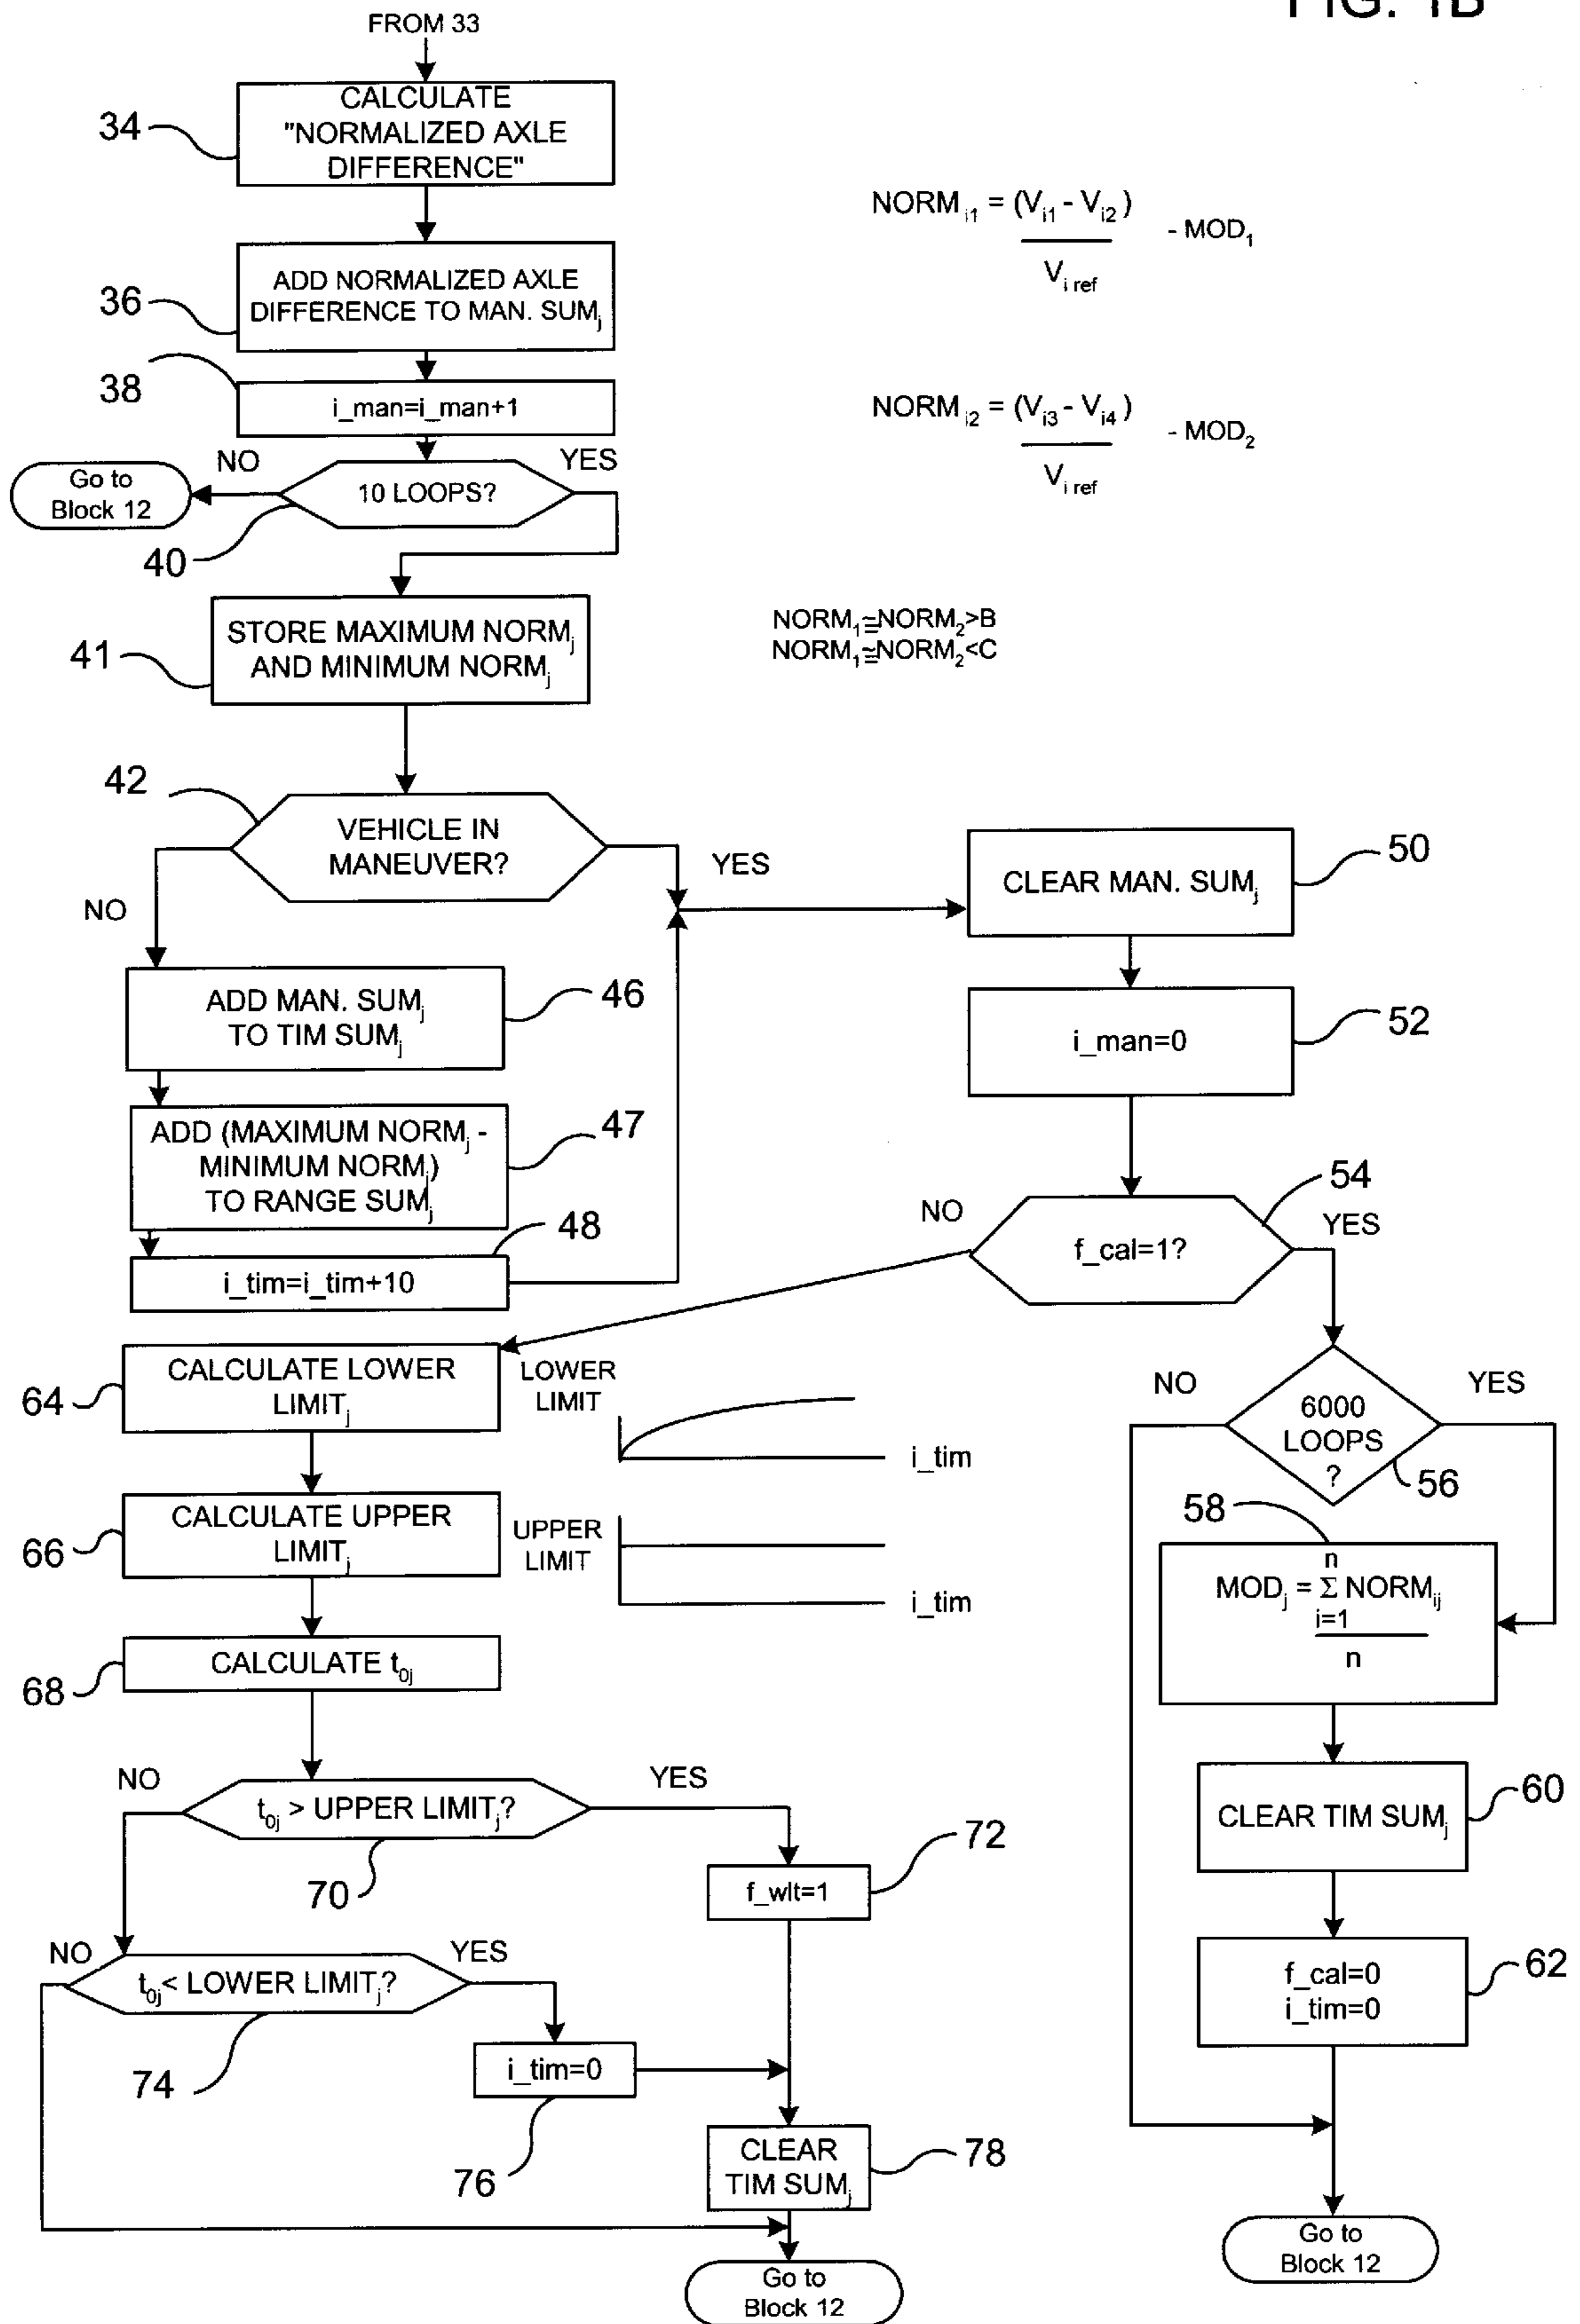 FIG. 1B
FROM 33
CALCULATE
"NORMALIZED AXLE
DIFFERENCE"
34
NORM i1 = (V i1 - V i2 )
- MOD1
V i ref
ADD NORMALIZED AXLE
DIFFERENCE TO MAN. SUMj
36
38
i_man=i_man+1
NORM i2 = (V i3 - V i4 )
- MOD2
V i ref
NO
YES
Go to
Block 12
10 LOOPS?
40
STORE MAXIMUM NORMj
AND MINIMUM NORMj
41
NORM1≅NORM2>B
NORM1≅NORM2<C
42
VEHICLE IN
MANEUVER?
YES
NO
CLEAR MAN. SUMj
50
ADD MAN. SUMj
TO TIM SUMj
46
i_man=0
52
ADD (MAXIMUM NORMj -
MINIMUM NORMj)
TO RANGE SUMj
47
48
i_tim=i_tim+10
54
NO
YES
f_cal=1?
CALCULATE LOWER
LIMITj
64
LOWER
LIMIT
i_tim
NO
YES
6000
LOOPS
?
56
CALCULATE UPPER
LIMITj
66
UPPER
LIMIT
i_tim
58
n
MODj = Σ NORMij
i=1
n
CALCULATE t0j
68
NO
YES
t0j > UPPER LIMITj?
70
72
f_wlt=1
CLEAR TIM SUMj
60
NO
YES
t0j< LOWER LIMITj?
74
f_cal=0
i_tim=0
62
i_tim=0
76
CLEAR
TIM SUMj
78
Go to
Block 12
Go to
Block 12